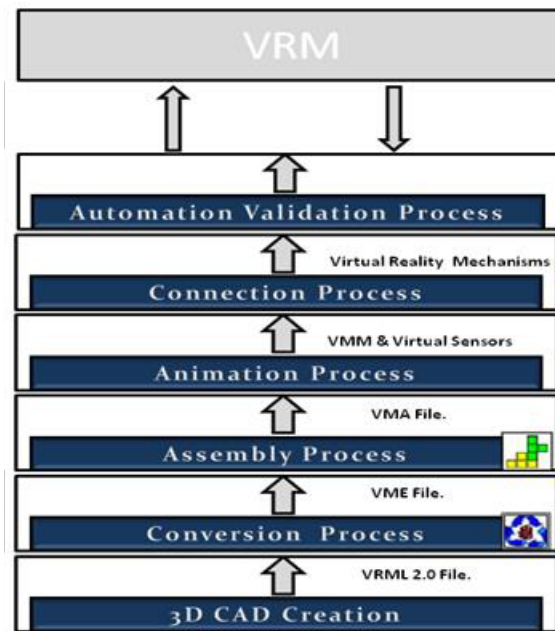 VRM
Automation Validation Process
Virtual Reality Mechanisms
Connection Process
VMM & Virtual Sensors
Animation Process
VMA File.
Assembly Process
VME File.
Conversion Process
VRML 2.0 File.
3D CAD Creation